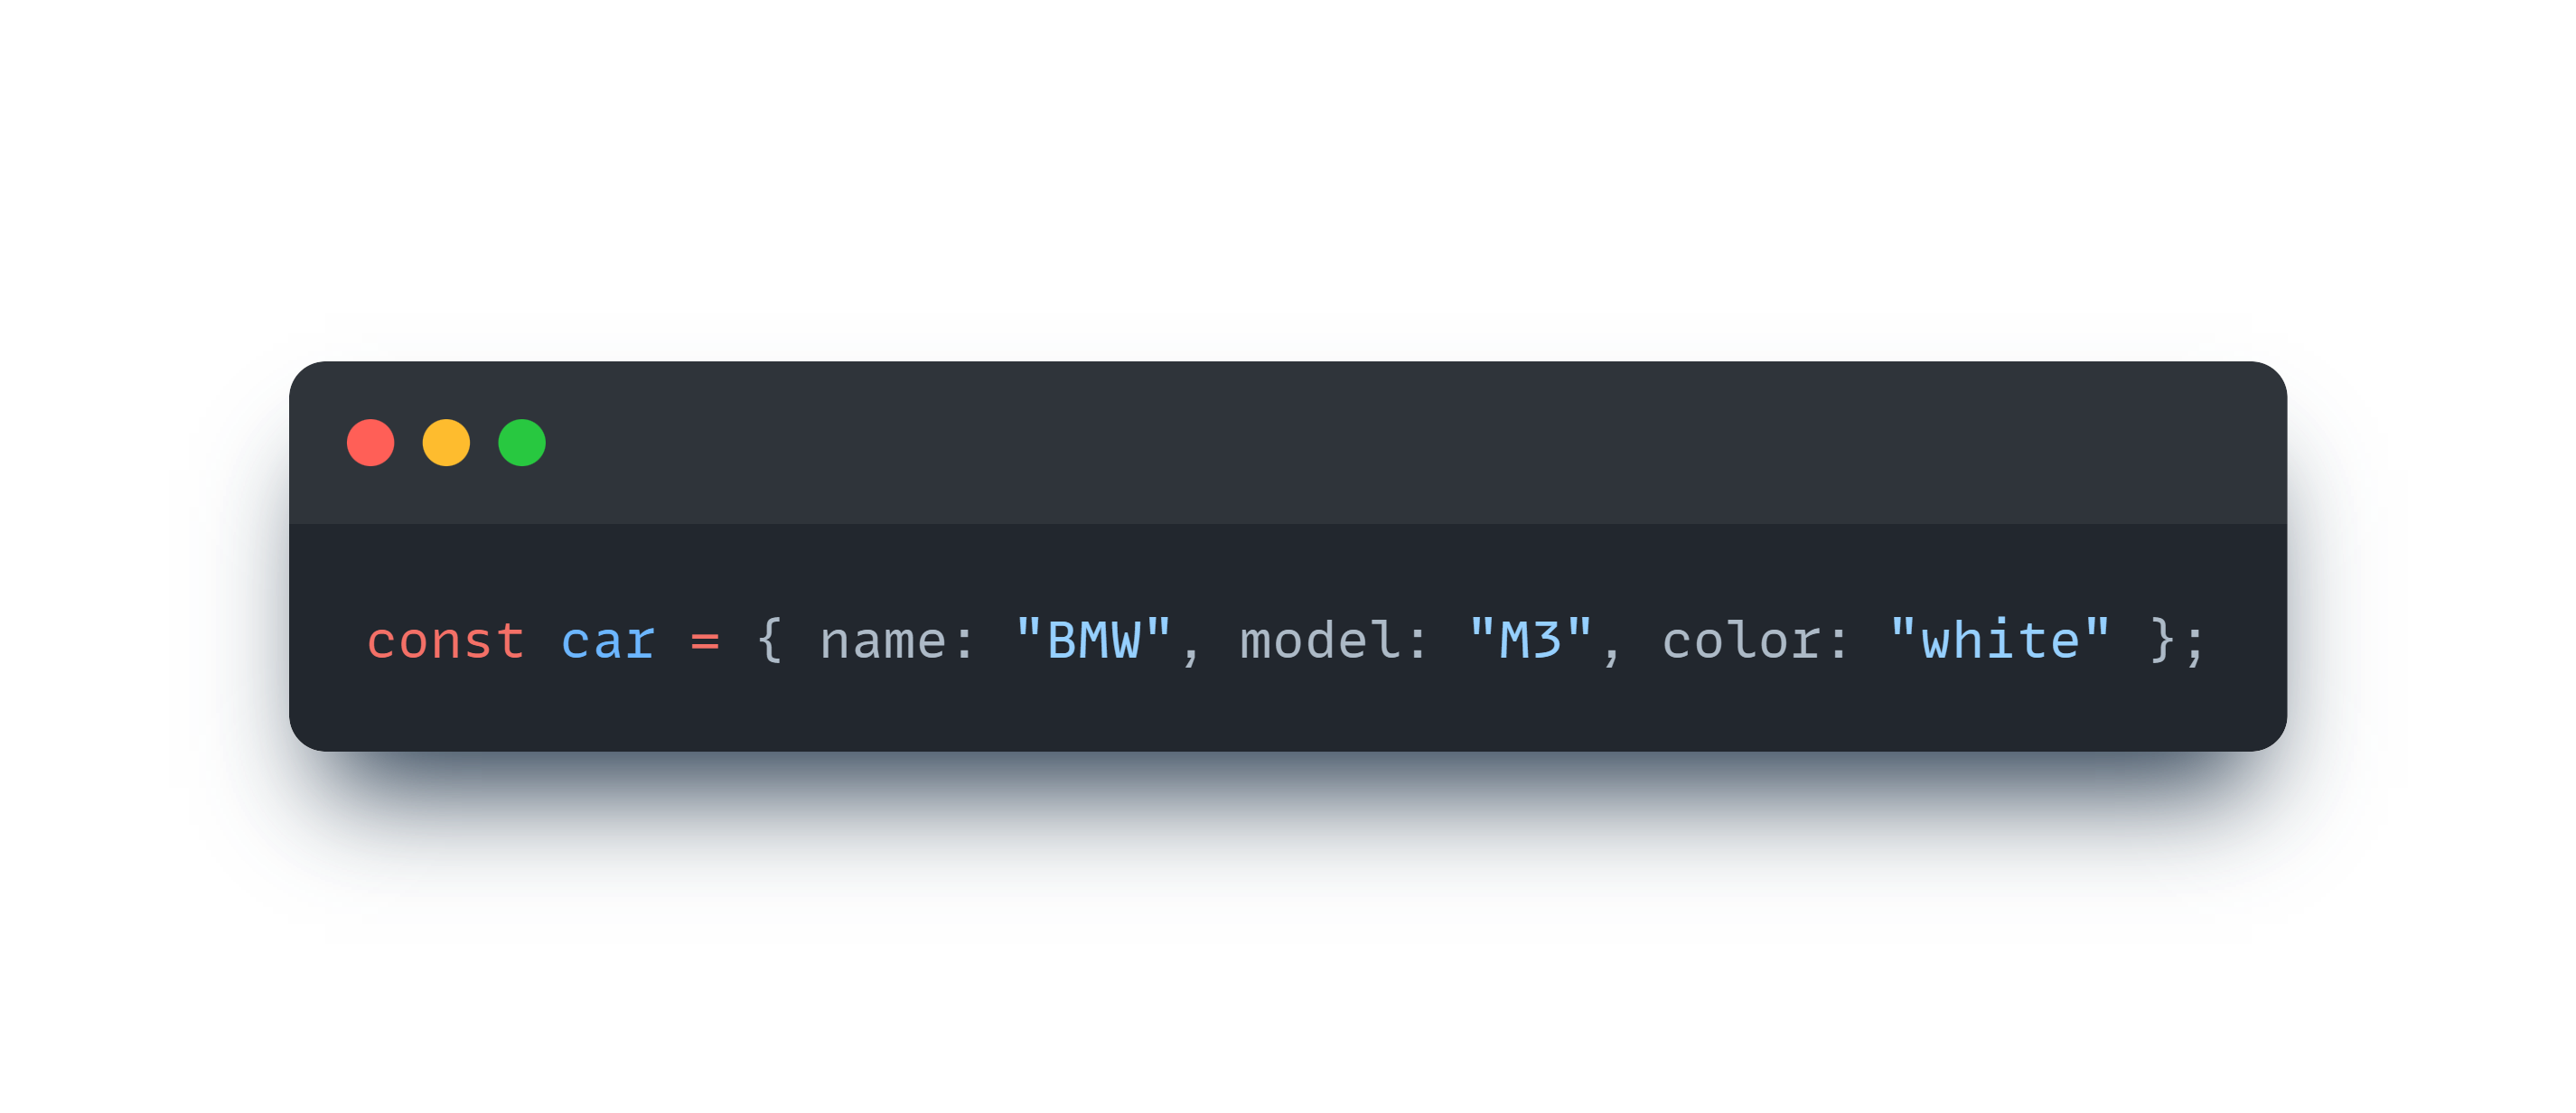 const car = { name: "BMW", model: "M3", color: "white" };